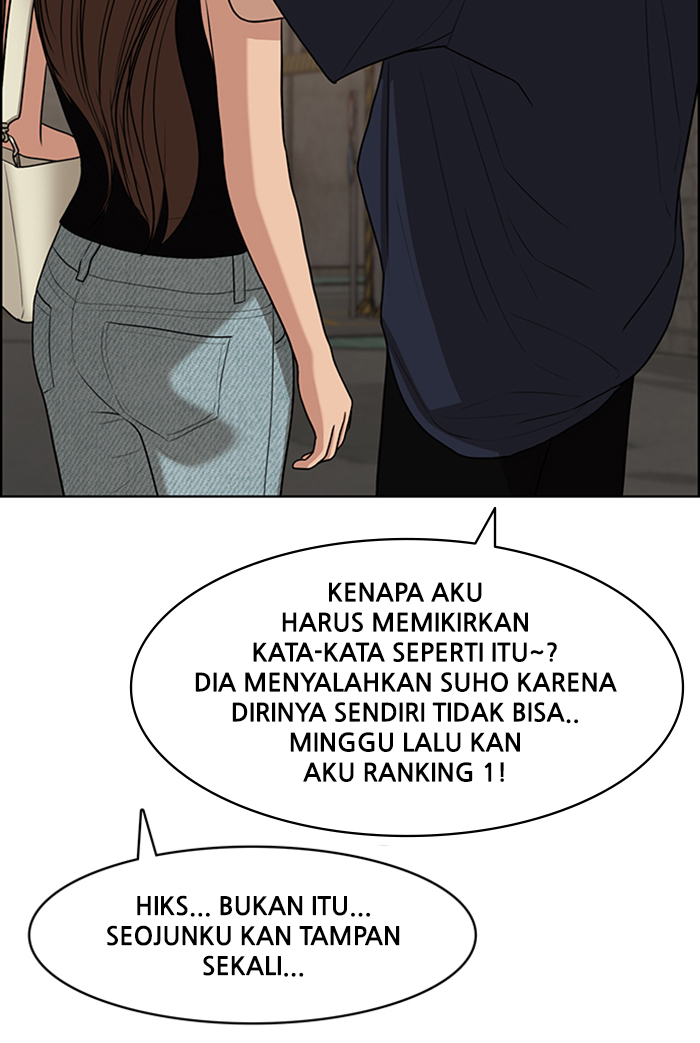 KENAPA AKU
HARUS MEMIKIRKAN
KATA-KATA SEPERTI ITU~?
DIA MENYALAHKAN SUHO KARENA
DIRINYA SENDIRI TIDAK BISA..
MINGGU LALU KAN
AKU RANKING 1!
HIKS... BUKAN ITU...
SEOJUNKU KAN TAMPAN
SEKALI...